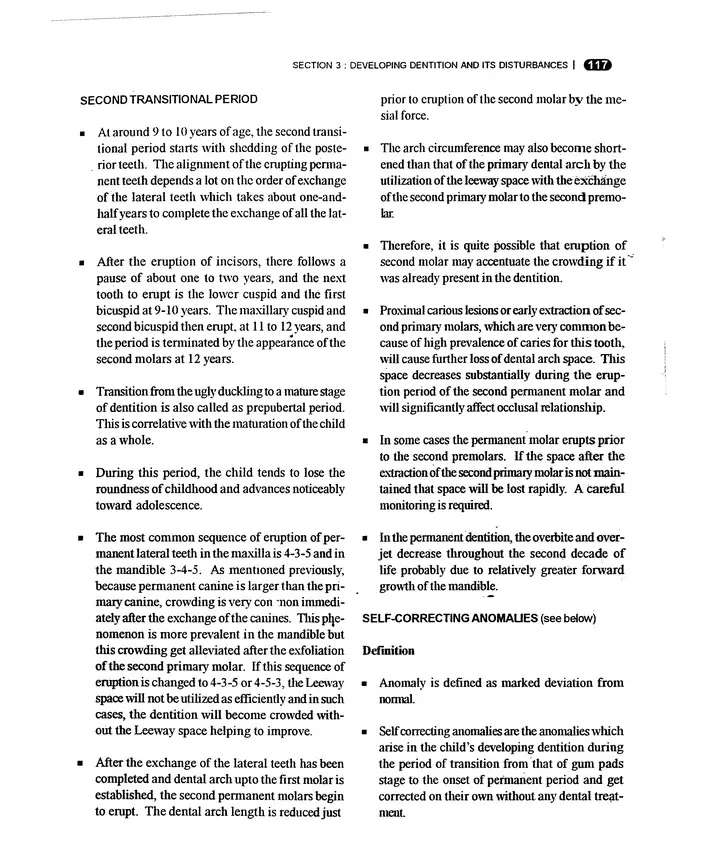 SECTION 3 : DEVELOPING DENTITION AND ITS DISTURBANCES | 117
SECOND TRANSITIONAL PERIOD
▪ At around 9 to 10 years of age, the second transi-
tional period starts with shedding of the poste-
rior teeth. The alignment of the erupting perma-
nent teeth depends a lot on the order of exchange
of the lateral teeth which takes about one-and-
half years to complete the exchange of all the lat-
eral teeth.
▪ After the eruption of incisors, there follows a
pause of about one to two years, and the next
tooth to erupt is the lower cuspid and the first
bicuspid at 9-10 years. The maxillary cuspid and
second bicuspid then erupt, at 11 to 12 years, and
the period is terminated by the appearance of the
second molars at 12 years.
▪ Transition from the ugly duckling to a mature stage
of dentition is also called as prepubertal period.
This is correlative with the maturation of the child
as a whole.
▪ During this period, the child tends to lose the
roundness of childhood and advances noticeably
toward adolescence.
▪ The most common sequence of eruption of per-
manent lateral teeth in the maxilla is 4-3-5 and in
the mandible 3-4-5. As mentioned previously,
because permanent canine is larger than the pri-
mary canine, crowding is very con non immedi-
ately after the exchange of the canines. This phe-
nomenon is more prevalent in the mandible but
this crowding get alleviated after the exfoliation
of the second primary molar. If this sequence of
eruption is changed to 4-3-5 or 4-5-3, the Leeway
space will not be utilized as efficiently and in such
cases, the dentition will become crowded with-
out the Leeway space helping to improve.
▪ After the exchange of the lateral teeth has been
completed and dental arch upto the first molar is
established, the second permanent molars begin
to erupt. The dental arch length is reduced just
prior to eruption of the second molar by the me-
sial force.
▪ The arch circumference may also become short-
ened than that of the primary dental arch by the
utilization of the leeway space with the exchange
of the second primary molar to the second premo-
lar.
▪ Therefore, it is quite possible that eruption of
second molar may accentuate the crowding if it
was already present in the dentition.
▪ Proximal carious lesions or early extraction of sec-
ond primary molars, which are very common be-
cause of high prevalence of caries for this tooth,
will cause further loss of dental arch space. This
space decreases substantially during the erup-
tion period of the second permanent molar and
will significantly affect occlusal relationship.
▪ In some cases the permanent molar erupts prior
to the second premolars. If the space after the
extraction of the second primary molar is not main-
tained that space will be lost rapidly. A careful
monitoring is required.
▪ In the permanent dentition, the overbite and over-
jet decrease throughout the second decade of
life probably due to relatively greater forward
growth of the mandible.
SELF-CORRECTING ANOMALIES (see below)
Definition
▪ Anomaly is defined as marked deviation from
normal.
▪ Self correcting anomalies are the anomalies which
arise in the child's developing dentition during
the period of transition from that of gum pads
stage to the onset of permanent period and get
corrected on their own without any dental treat-
ment.